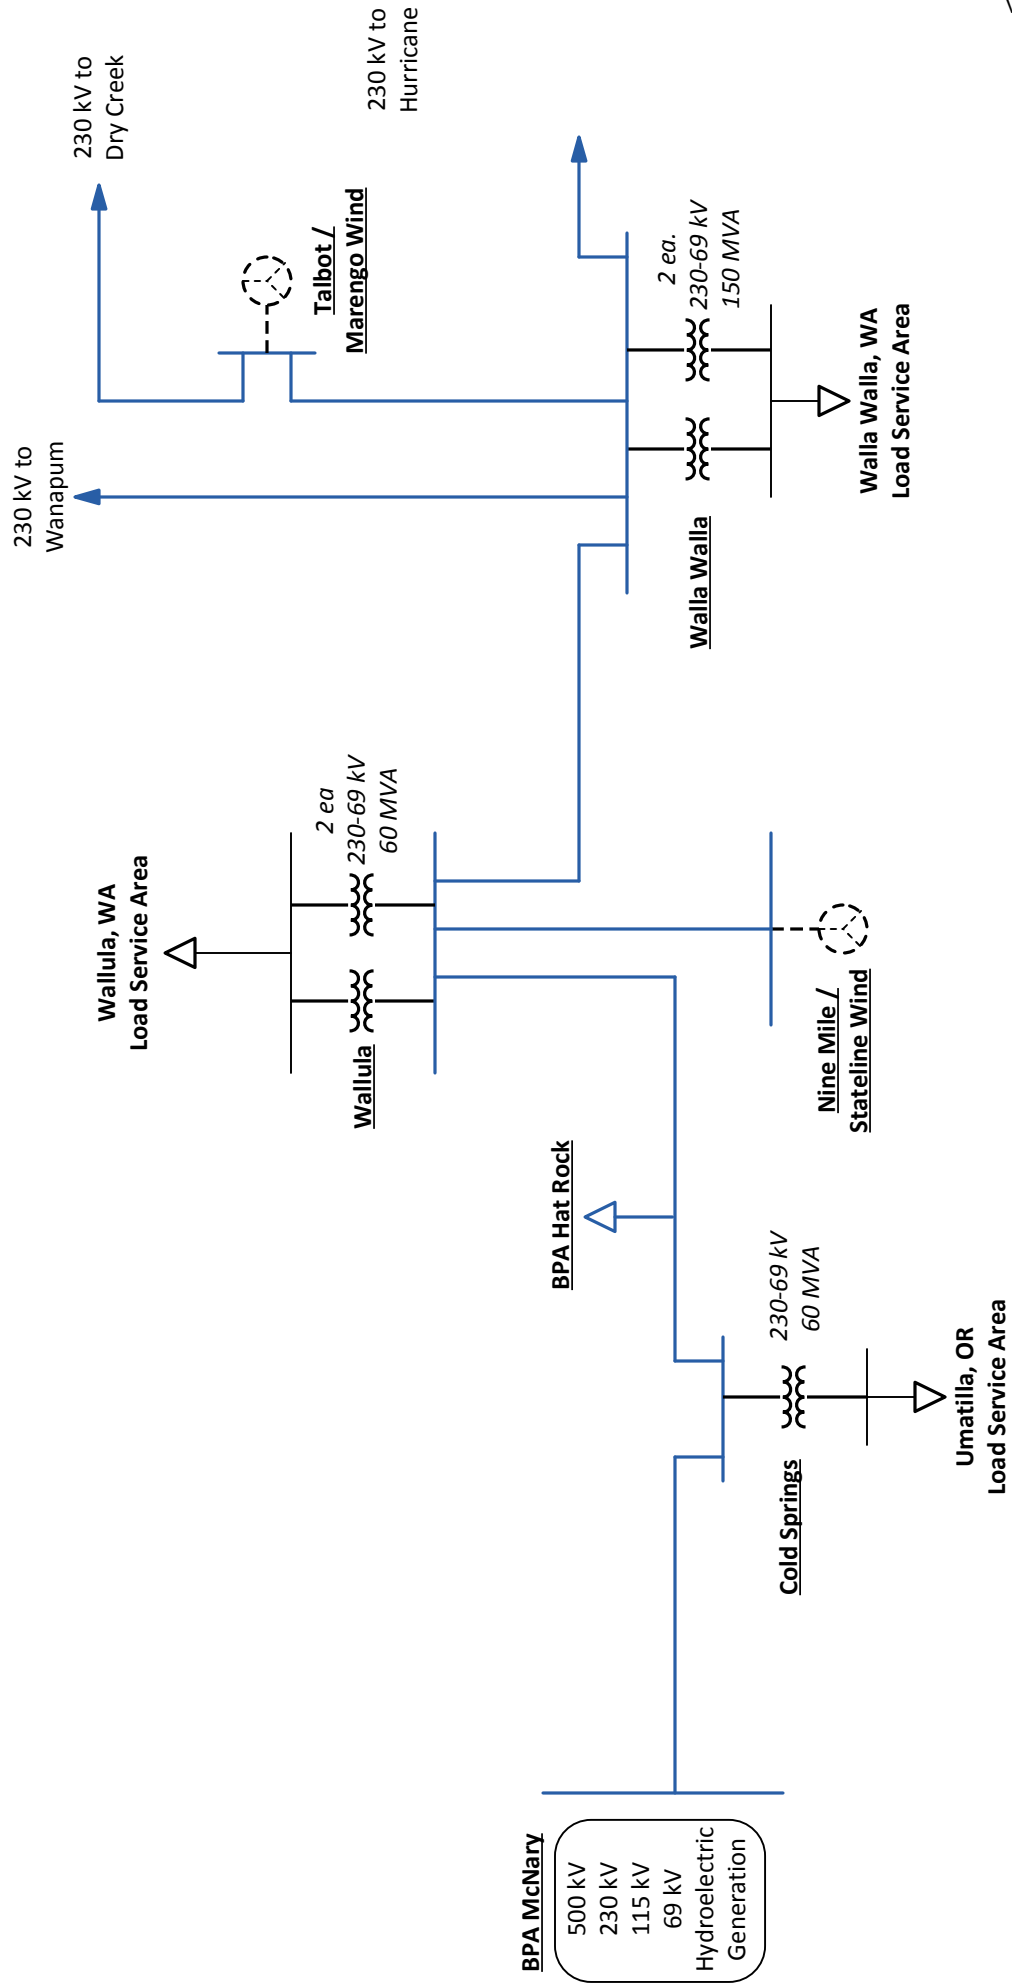 BPA McNary
500 kV
230 kV
115 kV
69 kV
Hydroelectric
Generation
Cold Springs
230-69 kV
60 MVA
Umatilla, OR
Load Service Area
BPA Hat Rock
Wallula, WA
Load Service Area
Wallula
2 ea
230-69 kV
60 MVA
Nine Mile /
Stateline Wind
230 kV to
Wanapum
230 kV to
Dry Creek
Talbot /
Marengo Wind
230 kV to
Hurricane
Walla Walla
2 ea.
230-69 kV
150 MVA
Walla Walla, WA
Load Service Area